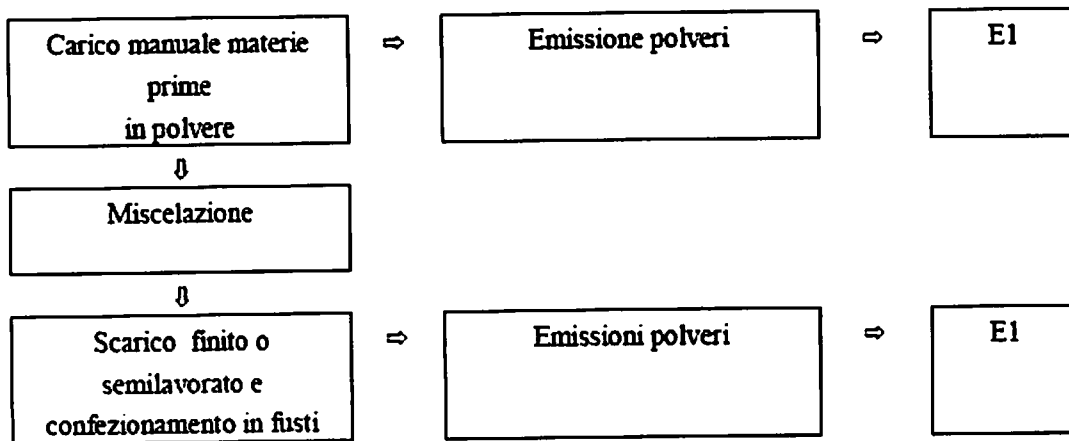 Carico manuale materie
prime
in polvere
⇨
Emissione polveri
⇨
E1
⇩
Miscelazione
⇩
Scarico finito o
semilavorato e
confezionamento in fusti
⇨
Emissioni polveri
⇨
E1